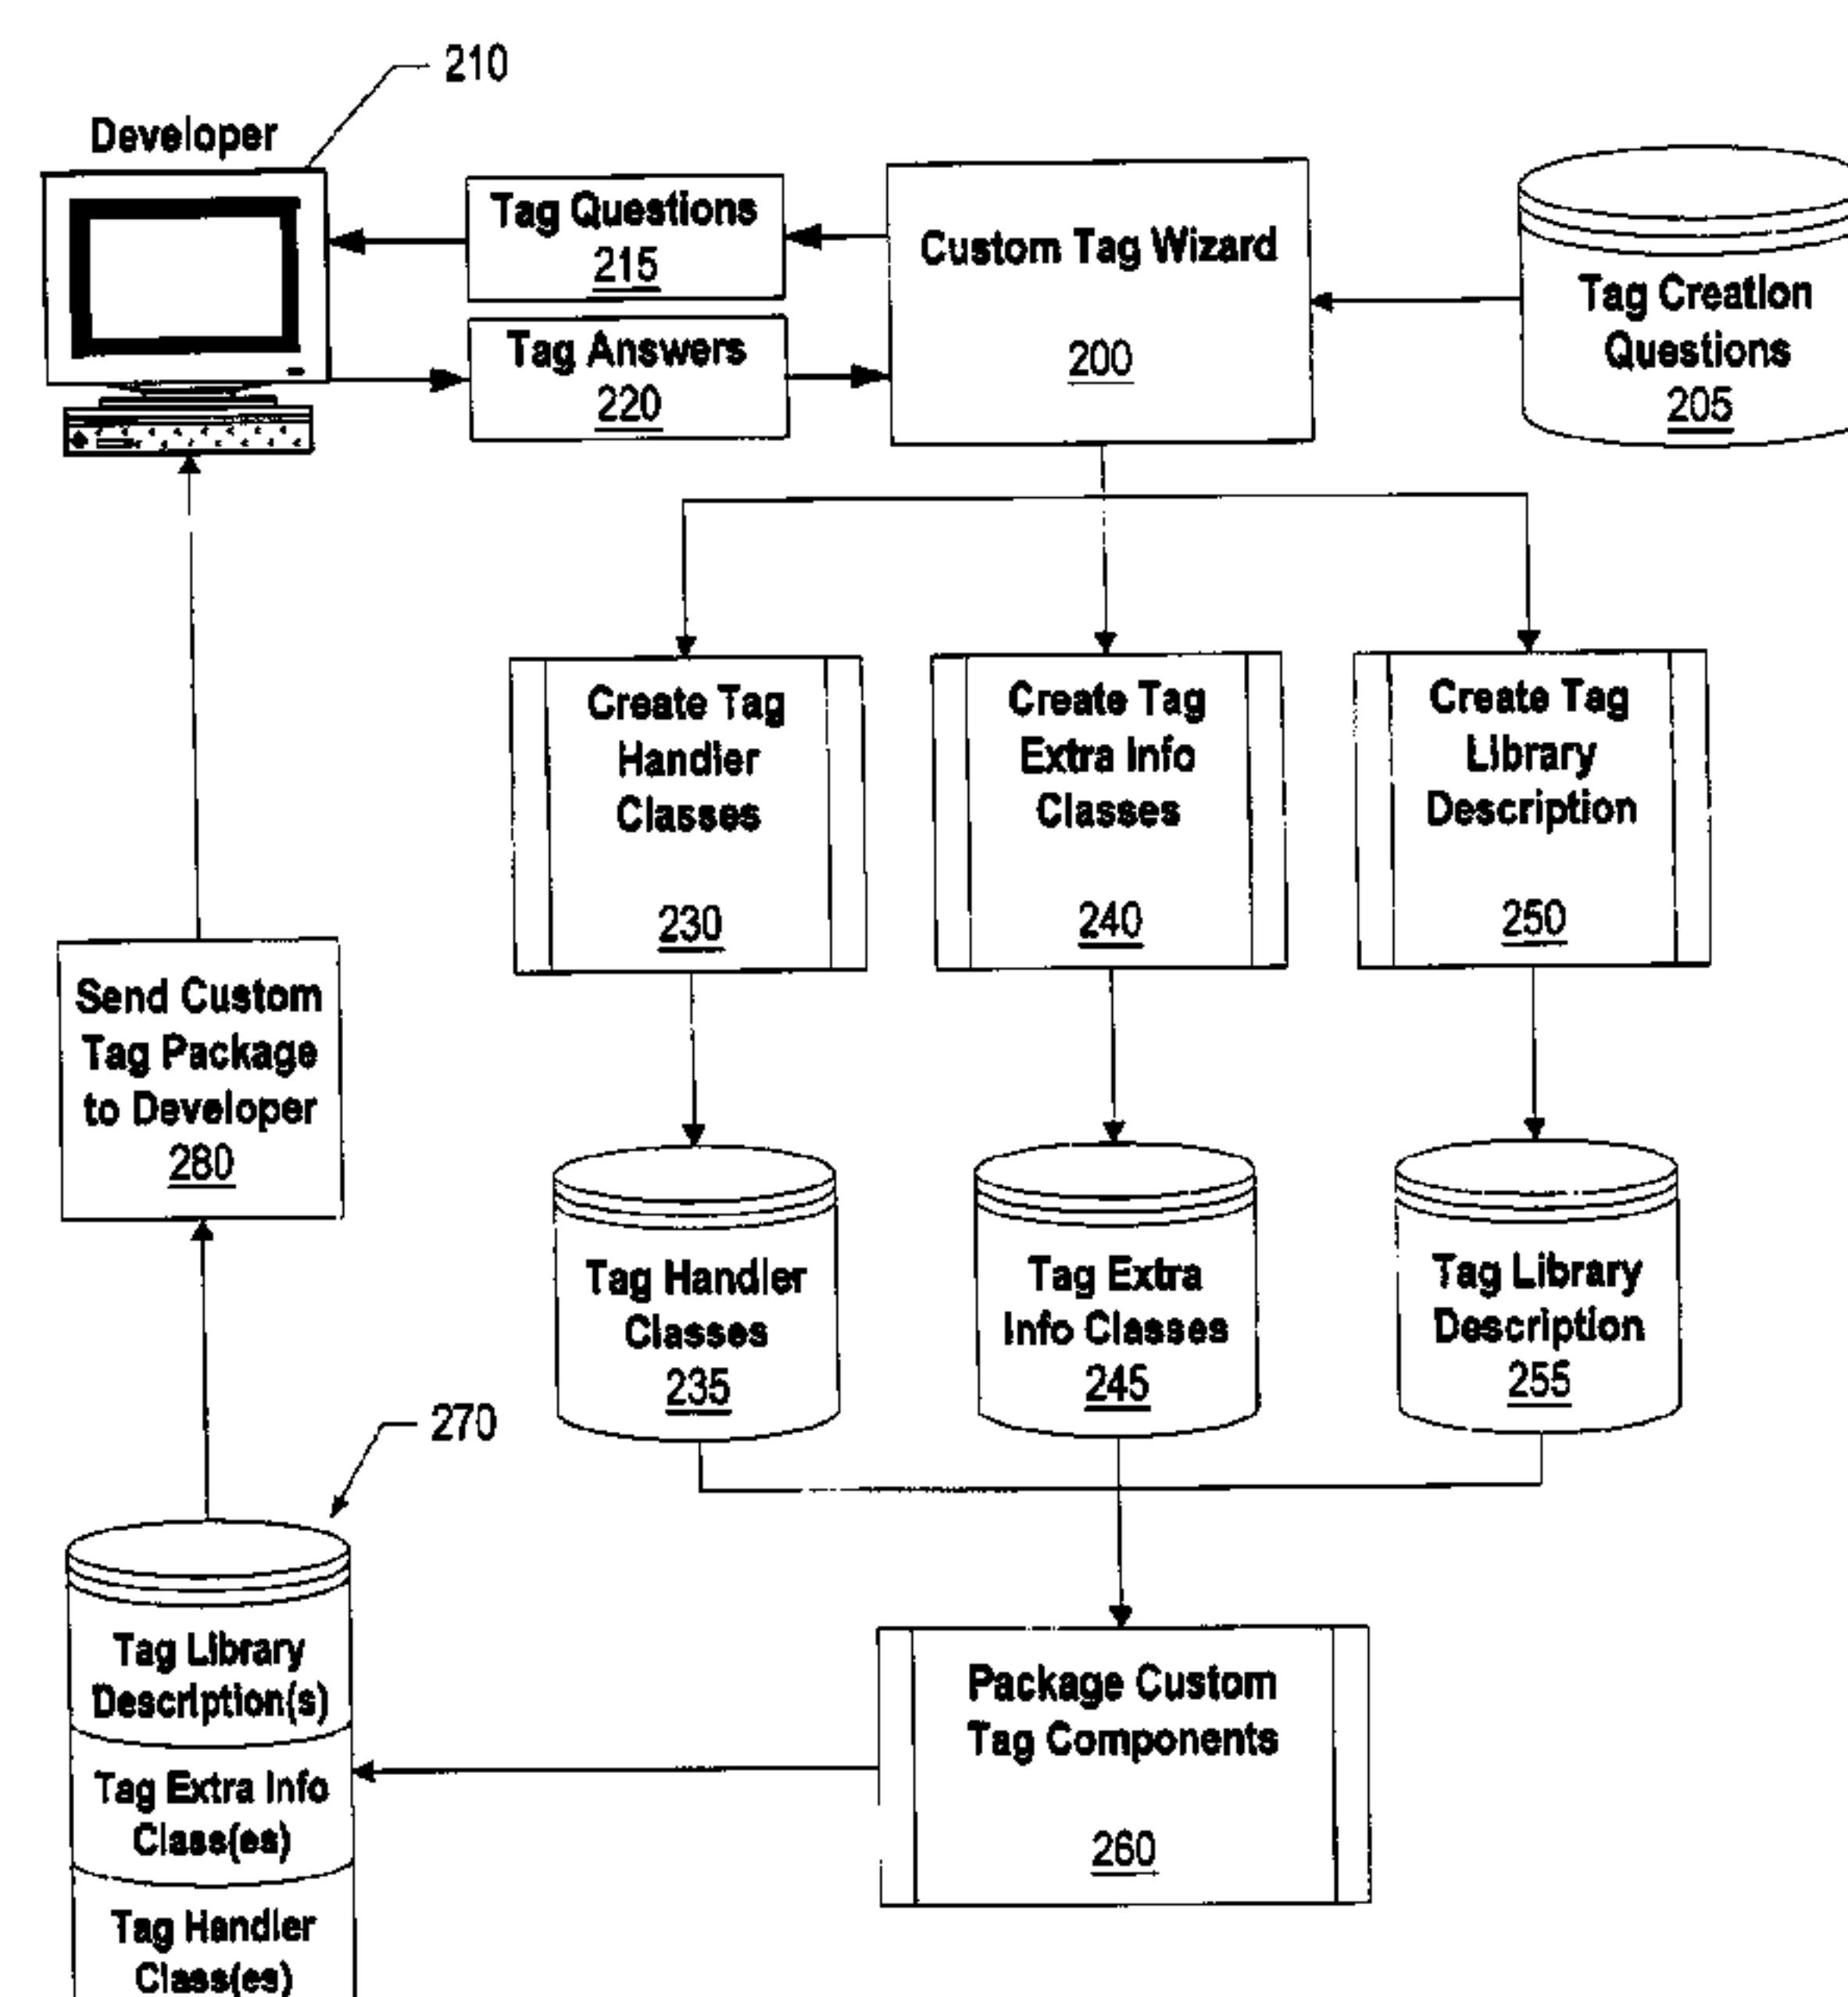 210
Developer
Tag Questions
215
Tag Answers
220
Custom Tag Wizard
200
Tag Creation
Questions
205
Create Tag
Handler
Classes
230
Create Tag
Extra Info
Classes
240
Create Tag
Library
Description
250
Send Custom
Tag Package
to Developer
280
Tag Handler
Classes
235
Tag Extra
Info Classes
245
Tag Library
Description
255
270
Tag Library
Description(s)
Tag Extra Info
Class(es)
Tag Handler
Class(es)
Package Custom
Tag Components
260